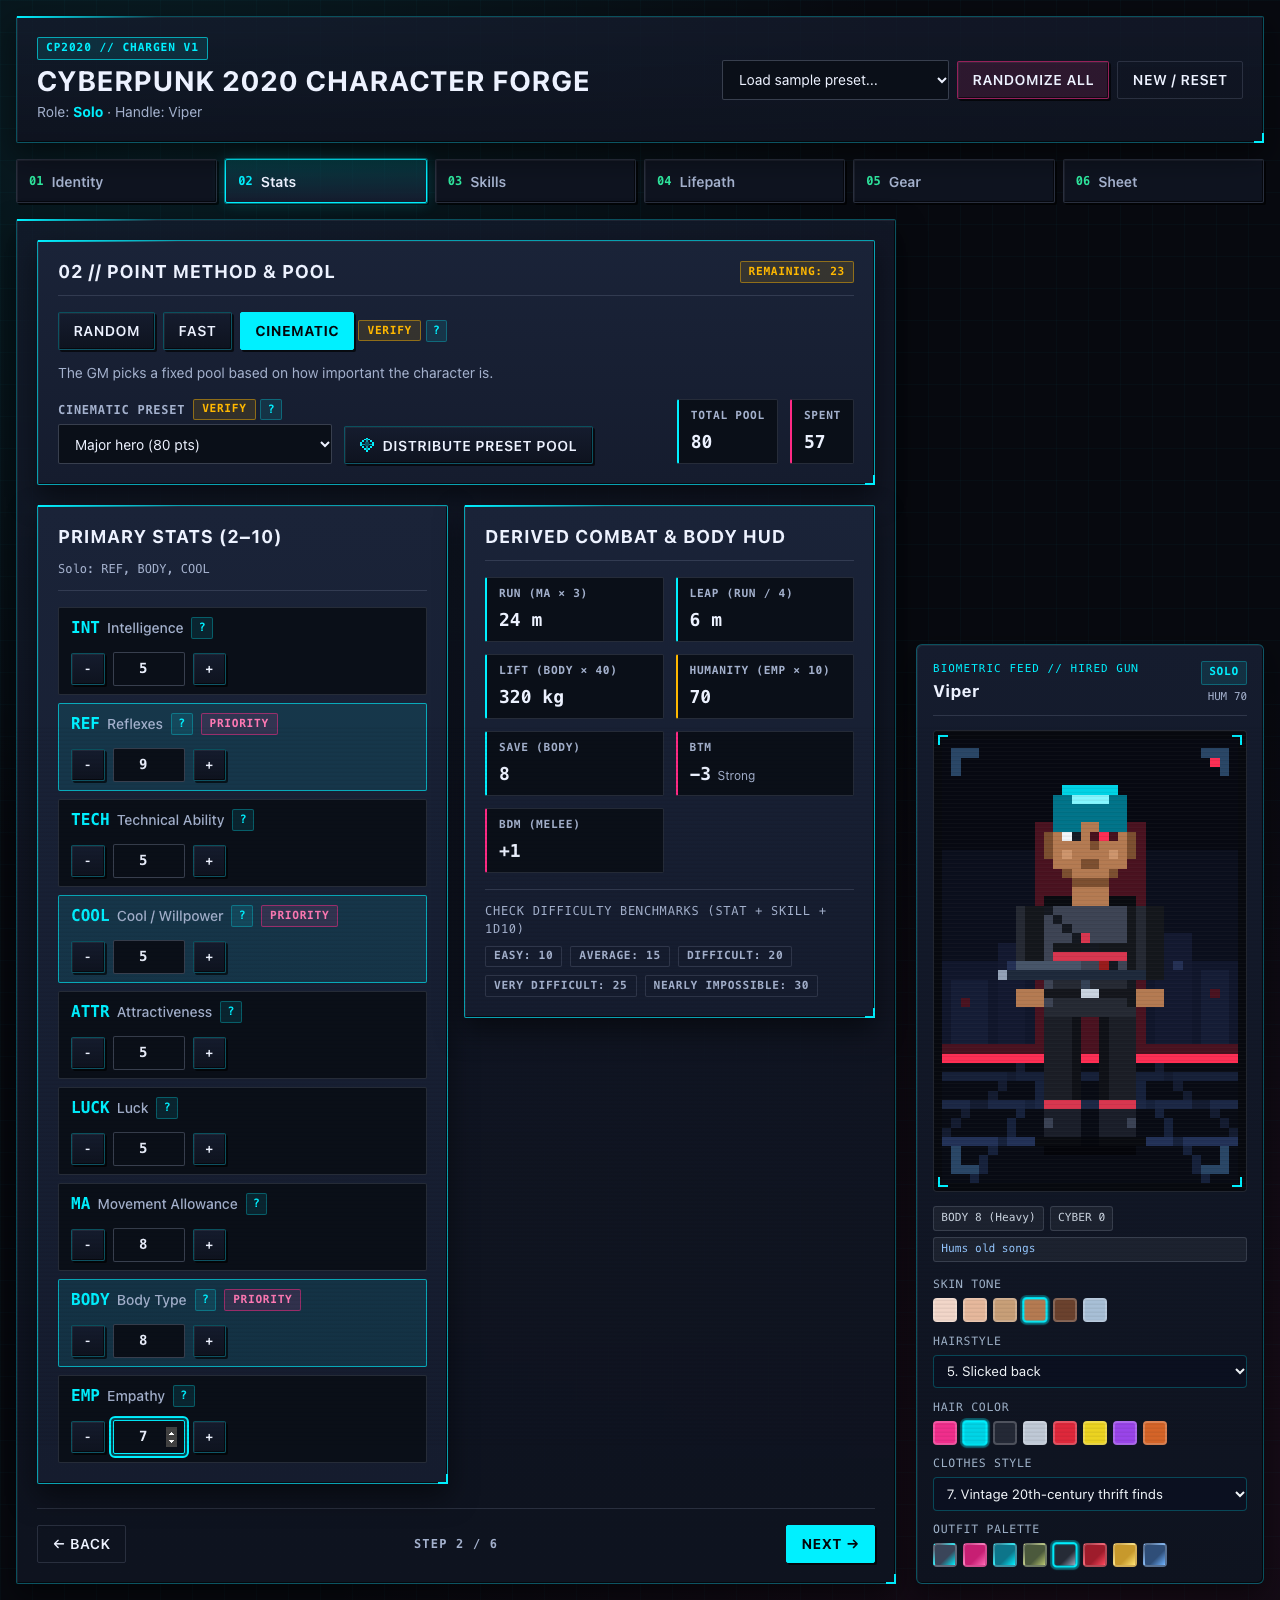 CP2020 // CHARGEN V1
CYBERPUNK 2020 CHARACTER FORGE
Role: Solo · Handle: Viper
Load sample preset...
RANDOMIZE ALL
NEW / RESET
01 Identity
02 Stats
03 Skills
04 Lifepath
05 Gear
06 Sheet
02 // POINT METHOD & POOL
REMAINING: 23
RANDOM
FAST
CINEMATIC
VERIFY
?
The GM picks a fixed pool based on how important the character is.
CINEMATIC PRESET VERIFY ?
Major hero (80 pts)
DISTRIBUTE PRESET POOL
TOTAL POOL
80
SPENT
57
PRIMARY STATS (2–10)
Solo: REF, BODY, COOL
INT Intelligence ?
- 5 +
REF Reflexes ? PRIORITY
- 9 +
TECH Technical Ability ?
- 5 +
COOL Cool / Willpower ? PRIORITY
- 5 +
ATTR Attractiveness ?
- 5 +
LUCK Luck ?
- 5 +
MA Movement Allowance ?
- 8 +
BODY Body Type ? PRIORITY
- 8 +
EMP Empathy ?
- 7 +
DERIVED COMBAT & BODY HUD
RUN (MA × 3)
24 m
LEAP (RUN / 4)
6 m
LIFT (BODY × 40)
320 kg
HUMANITY (EMP × 10)
70
SAVE (BODY)
8
BTM
−3 Strong
BDM (MELEE)
+1
CHECK DIFFICULTY BENCHMARKS (STAT + SKILL +
1D10)
EASY: 10
AVERAGE: 15
DIFFICULT: 20
VERY DIFFICULT: 25
NEARLY IMPOSSIBLE: 30
← BACK
STEP 2 / 6
NEXT →
BIOMETRIC FEED // HIRED GUN
Viper
SOLO
HUM 70
BODY 8 (Heavy)
CYBER 0
Hums old songs
SKIN TONE
HAIRSTYLE
5. Slicked back
HAIR COLOR
CLOTHES STYLE
7. Vintage 20th-century thrift finds
OUTFIT PALETTE